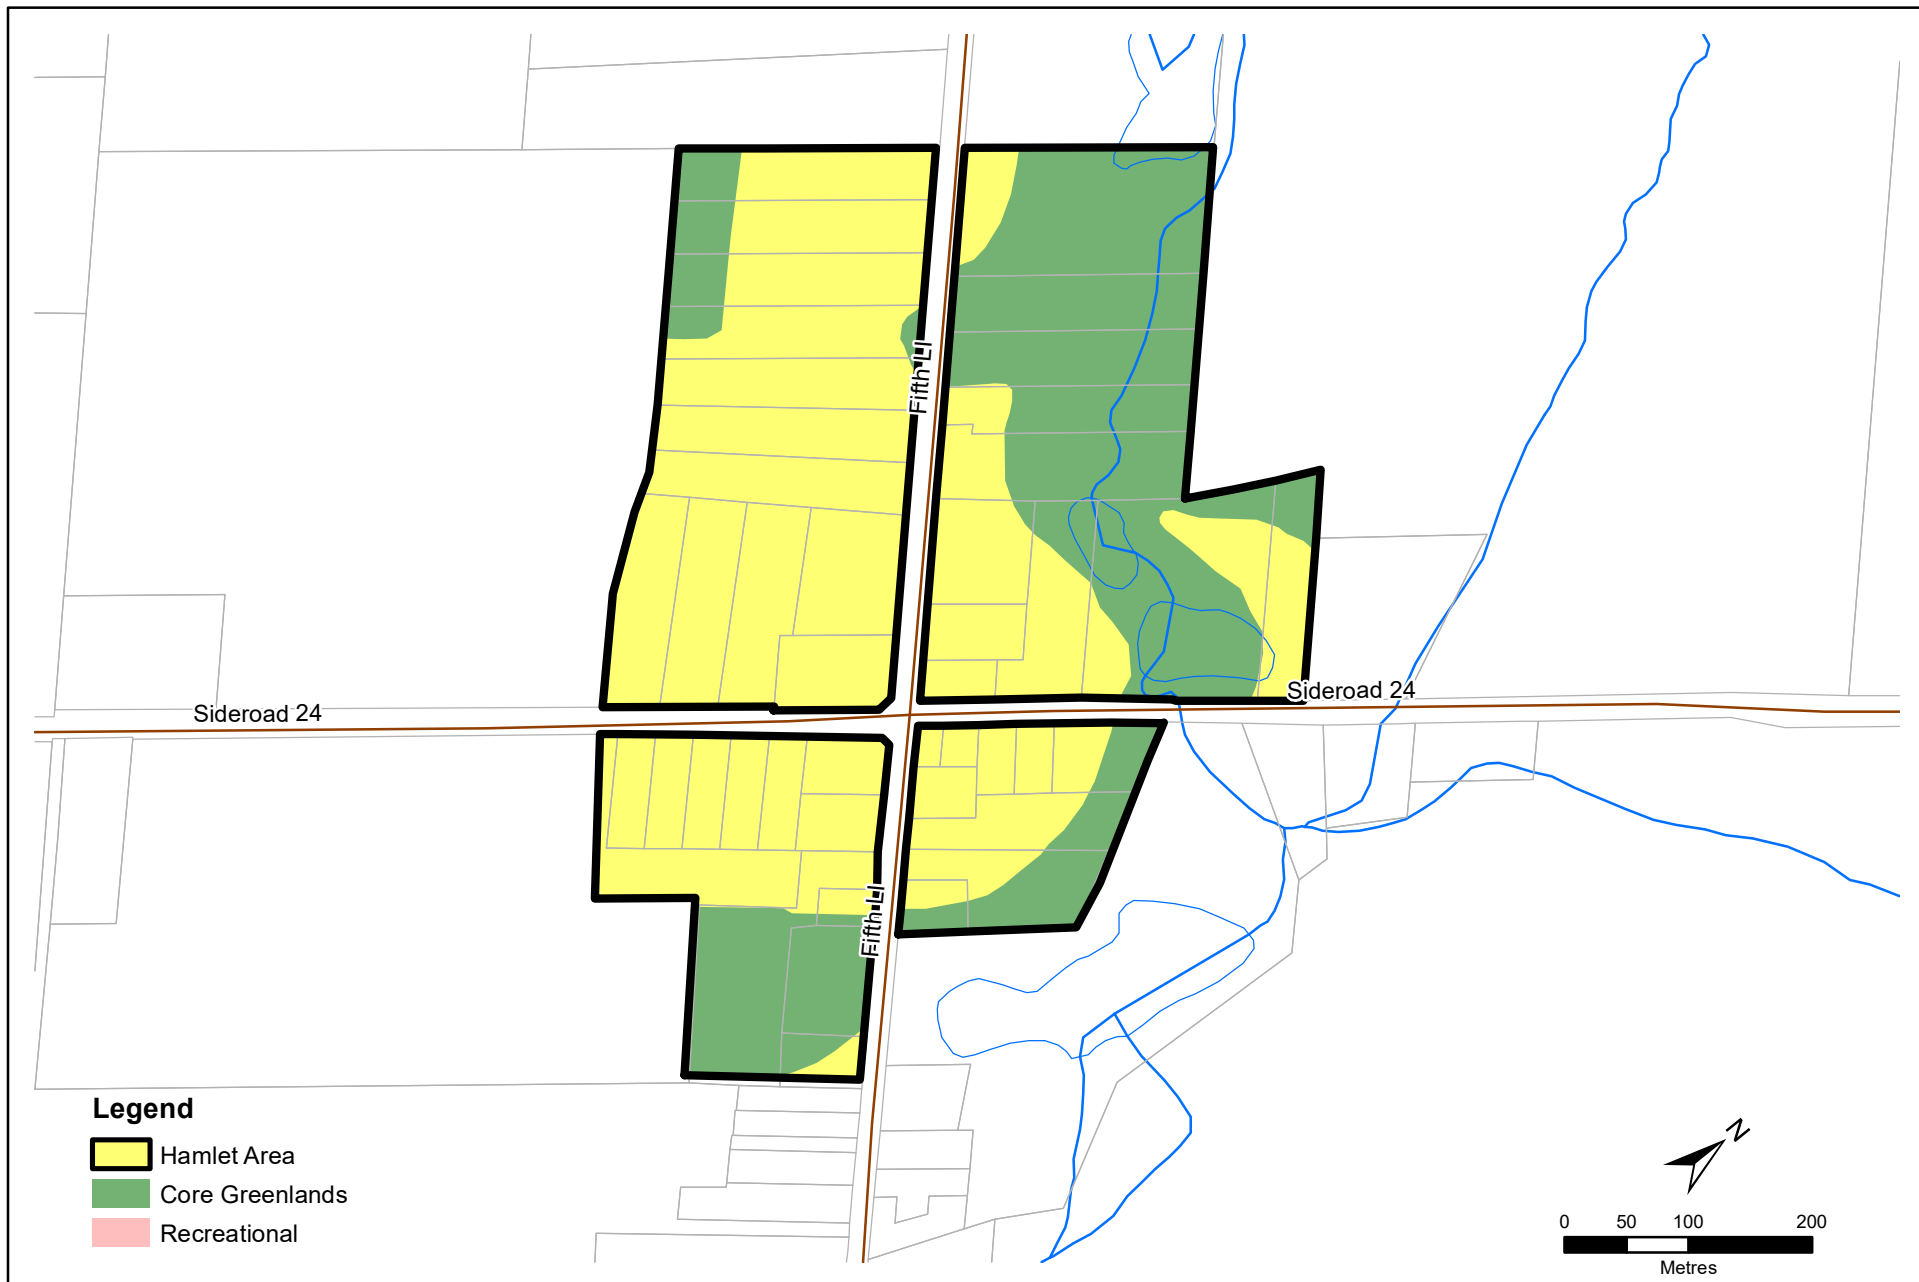 Fifth LI
Sideroad 24
Sideroad 24
Fifth LI
Legend
Hamlet Area
Core Greenlands
Recreational
N
0 50 100 200
Metres